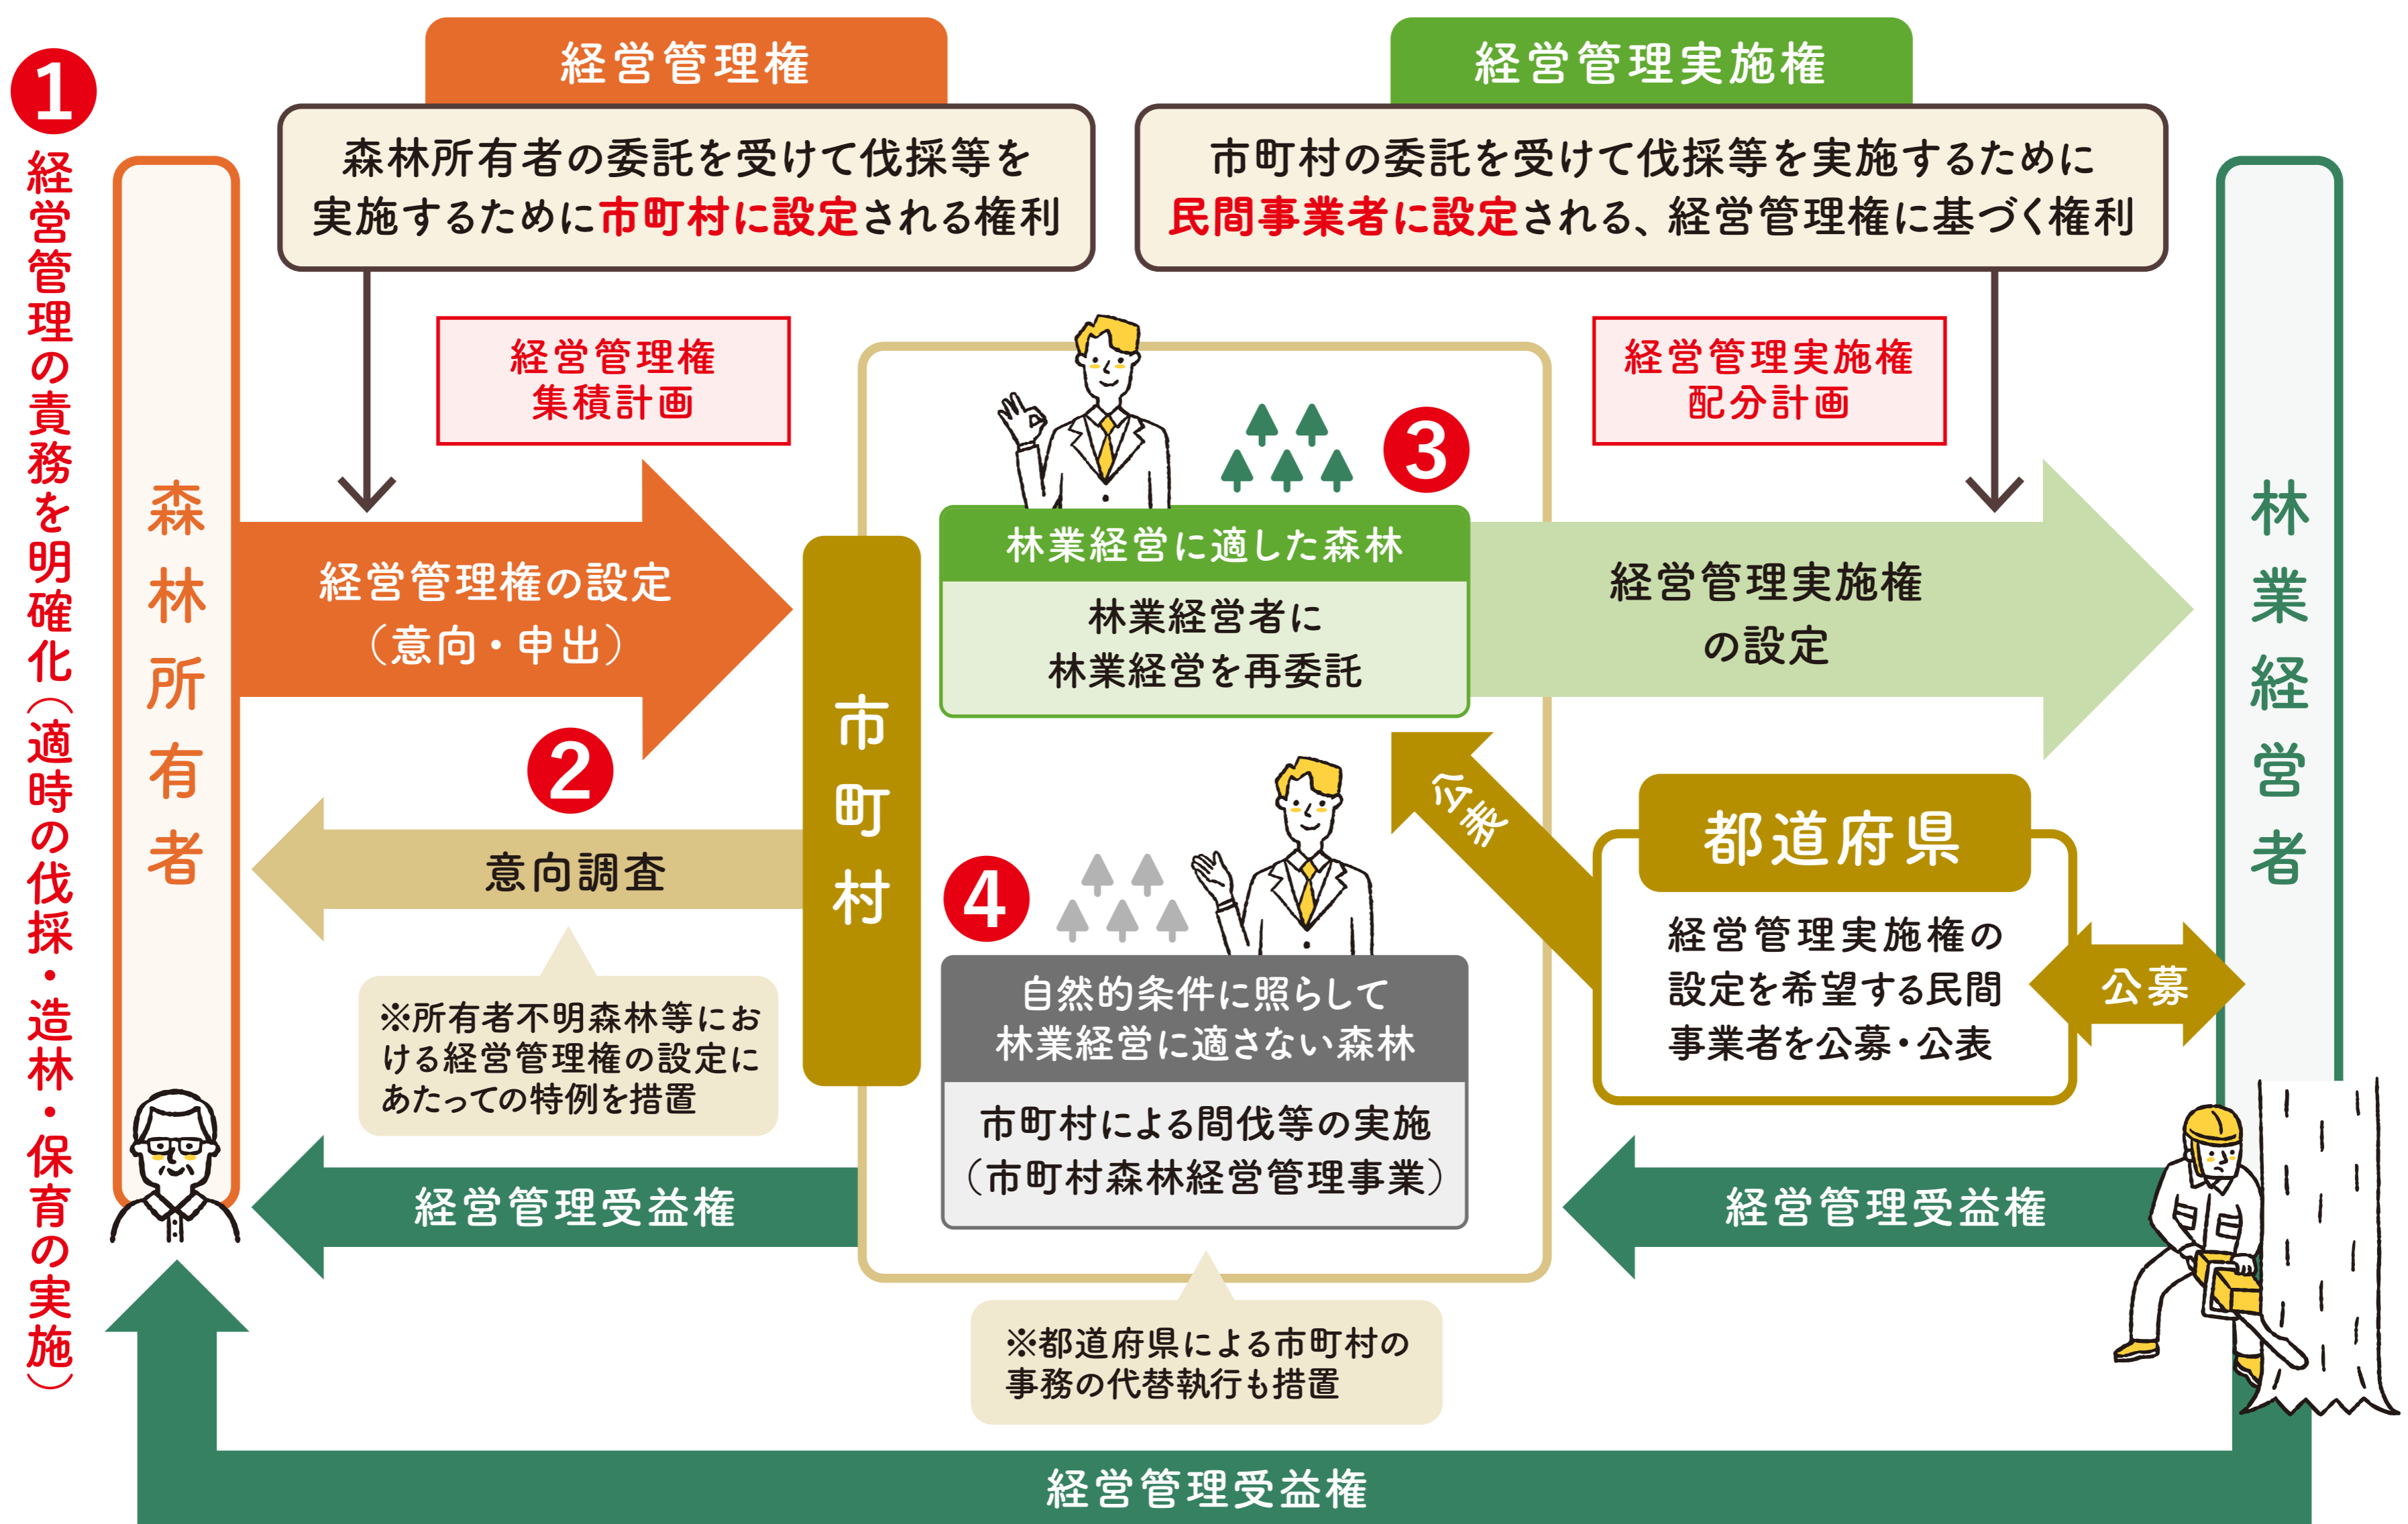 ❶
経営管理の責務を明確化（適時の伐採・造林・保育の実施）
経営管理権
森林所有者の委託を受けて伐採等を
実施するために市町村に設定される権利
経営管理実施権
市町村の委託を受けて伐採等を実施するために
民間事業者に設定される、経営管理権に基づく権利
森林所有者
経営管理権
集積計画
経営管理権の設定
（意向・申出）
❷
意向調査
※所有者不明森林等にお
ける経営管理権の設定に
あたっての特例を措置
経営管理受益権
市町村
❸
林業経営に適した森林
林業経営者に
林業経営を再委託
❹
自然的条件に照らして
林業経営に適さない森林
市町村による間伐等の実施
（市町村森林経営管理事業）
※都道府県による市町村の
事務の代替執行も措置
経営管理実施権
配分計画
経営管理実施権
の設定
公表
都道府県
経営管理実施権の
設定を希望する民間
事業者を公募・公表
公募
経営管理受益権
林業経営者
経営管理受益権